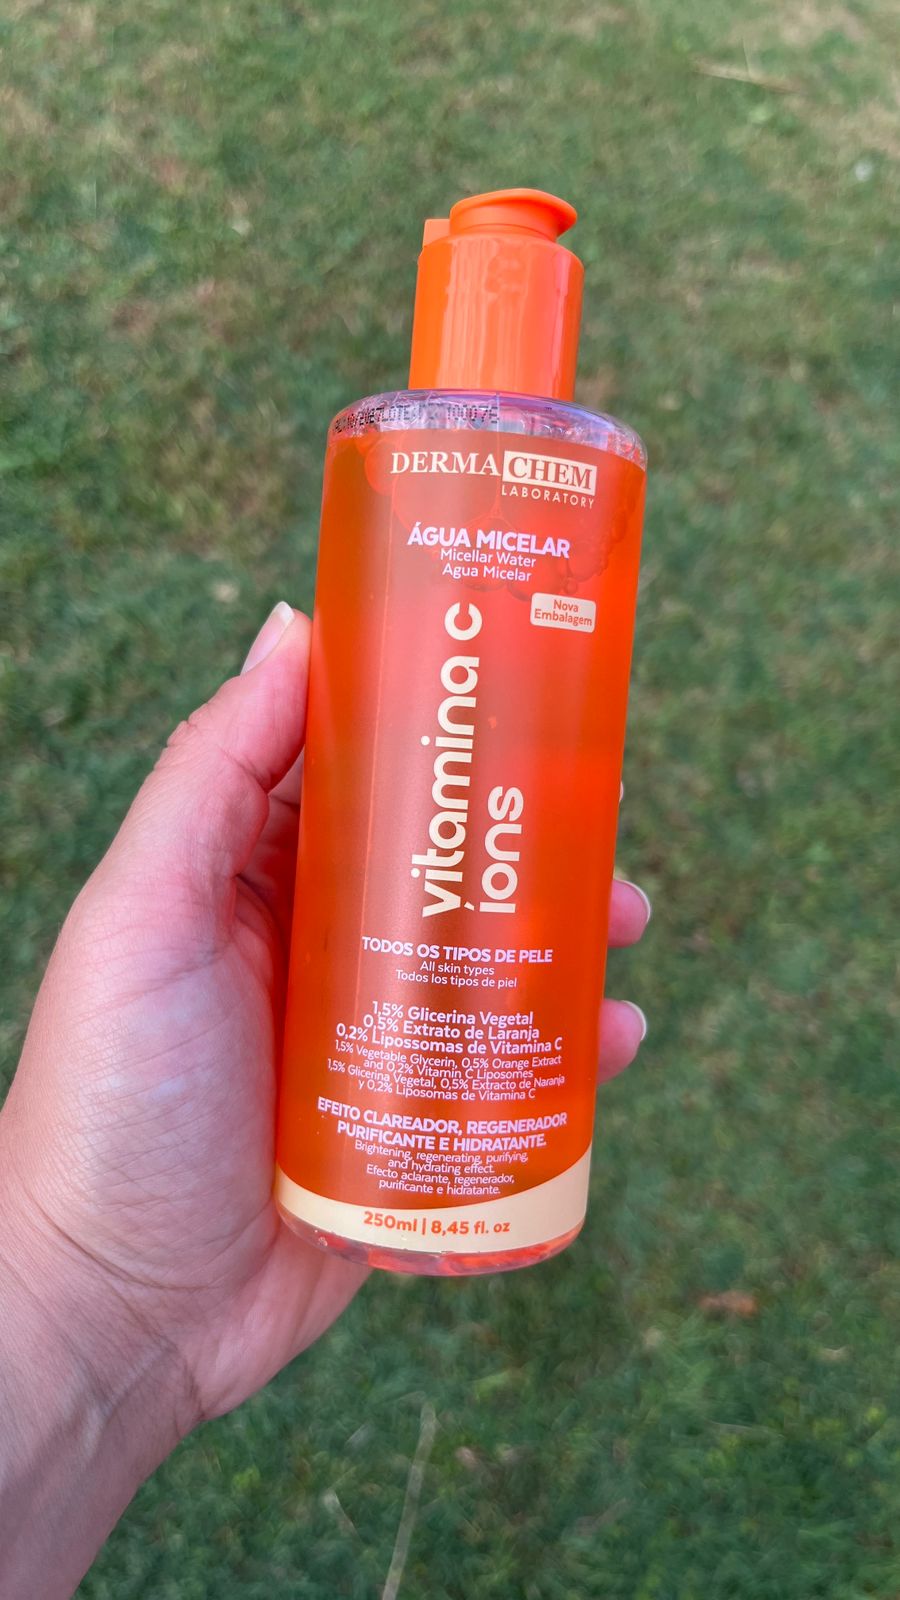 DERMA CHEM
LABORATORY
ÁGUA MICELAR
Micellar Water
Agua Micelar
Nova
Embalagem
vitamina c
íons
TODOS OS TIPOS DE PELE
All skin types
Todos los tipos de piel
1,5% Glicerina Vegetal
0,5% Extrato de Laranja
0,2% Lipossomas de Vitamina C
1,5% Vegetable Glycerin, 0,5% Orange Extract
and 0,2% Vitamin C Liposomes
1,5% Glicerina Vegetal, 0,5% Extracto de Naranja
y 0,2% Liposomas de Vitamina C
EFEITO CLAREADOR, REGENERADOR
PURIFICANTE E HIDRATANTE.
Brightening, regenerating, purifying,
and hydrating effect.
Efecto aclarante, regenerador,
purificante e hidratante.
250ml | 8,45 fl. oz